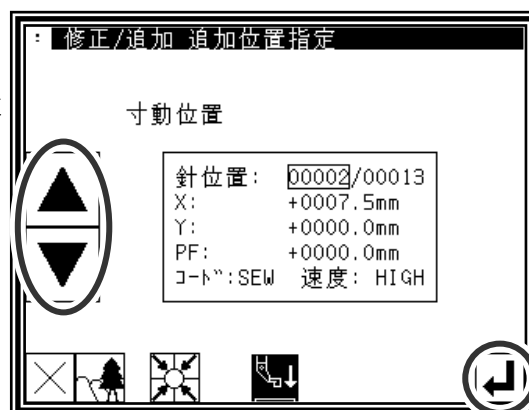 : 修正/追加 追加位置指定
寸動位置
針位置: 00002/00013
X: +0007.5mm
Y: +0000.0mm
PF: +0000.0mm
コード:SEW 速度: HIGH